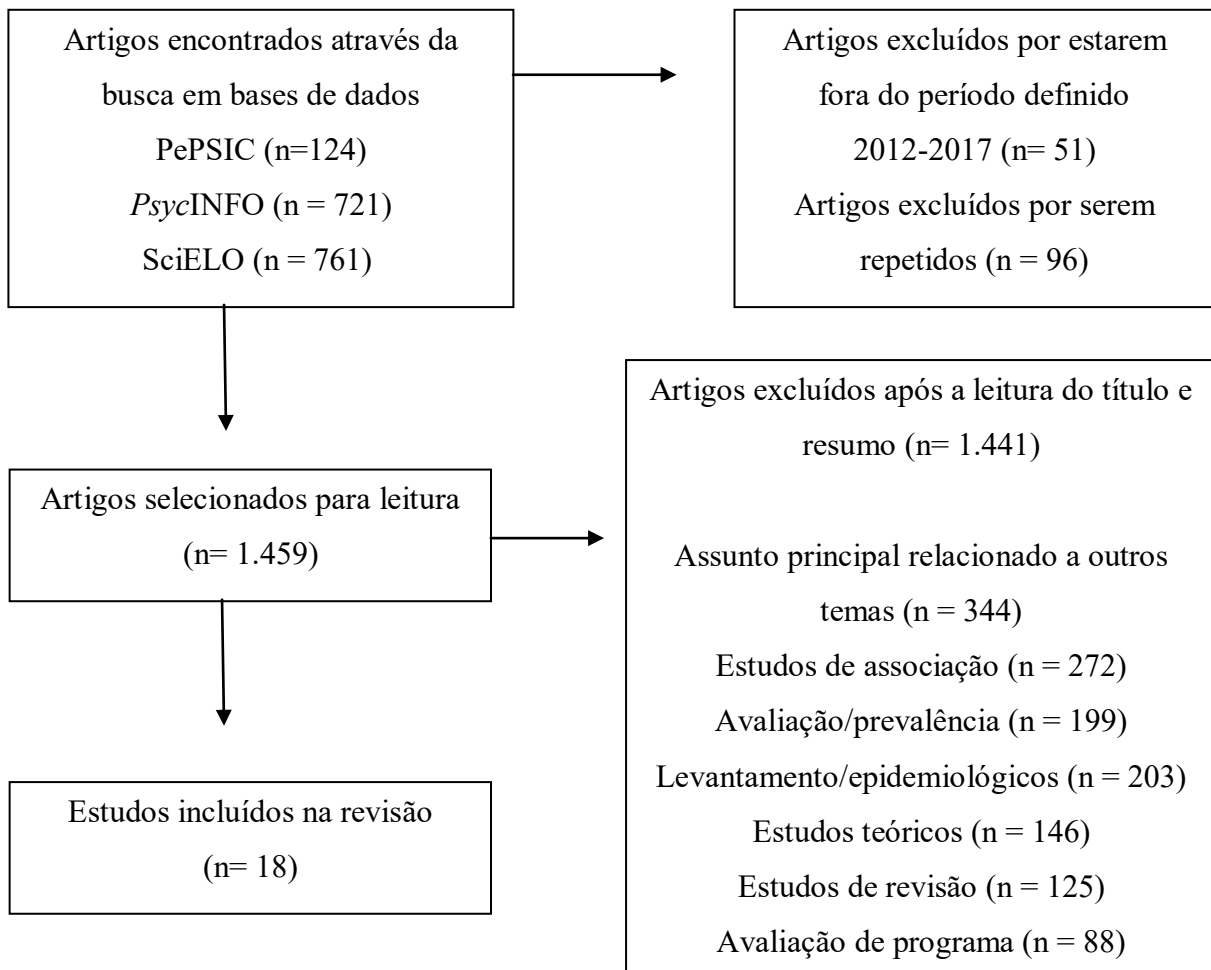 Artigos encontrados através da
busca em bases de dados
PePSIC (n=124)
PsycINFO (n = 721)
SciELO (n = 761)
Artigos excluídos por estarem
fora do período definido
2012-2017 (n= 51)
Artigos excluídos por serem
repetidos (n = 96)
Artigos selecionados para leitura
(n= 1.459)
Artigos excluídos após a leitura do título e
resumo (n= 1.441)
Assunto principal relacionado a outros
temas (n = 344)
Estudos de associação (n = 272)
Avaliação/prevalência (n = 199)
Levantamento/epidemiológicos (n = 203)
Estudos teóricos (n = 146)
Estudos de revisão (n = 125)
Avaliação de programa (n = 88)
Estudos incluídos na revisão
(n= 18)